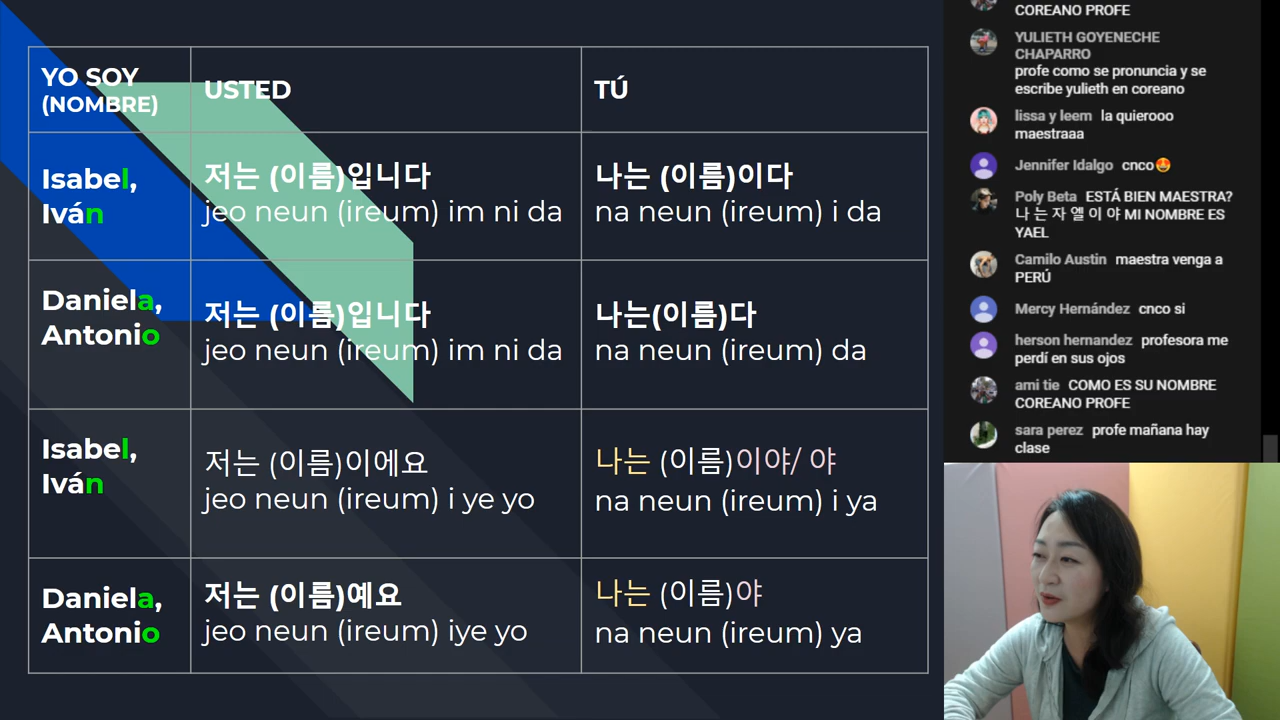 YO SOY
(NOMBRE)
USTED
TÚ
Isabel,
Iván
저는 (이름)입니다
jeo neun (ireum) im ni da
나는 (이름)이다
na neun (ireum) i da
Daniela,
Antonio
저는 (이름)입니다
jeo neun (ireum) im ni da
나는(이름)다
na neun (ireum) da
Isabel,
Iván
저는 (이름)이에요
jeo neun (ireum) i ye yo
나는 (이름)이야/ 야
na neun (ireum) i ya
Daniela,
Antonio
저는 (이름)예요
jeo neun (ireum) iye yo
나는 (이름)야
na neun (ireum) ya
COREANO PROFE
YULIETH GOYENECHE
CHAPARRO
profe como se pronuncia y se
escribe yulieth en coreano
lissa y leem la quierooo
maestraaa
Jennifer Idalgo cnco😍
Poly Beta ESTÁ BIEN MAESTRA?
나 는 자 엘 이 야 MI NOMBRE ES
YAEL
Camilo Austin maestra venga a
PERÚ
Mercy Hernández cnco si
herson hernandez profesora me
perdí en sus ojos
ami tie COMO ES SU NOMBRE
COREANO PROFE
sara perez profe mañana hay
clase